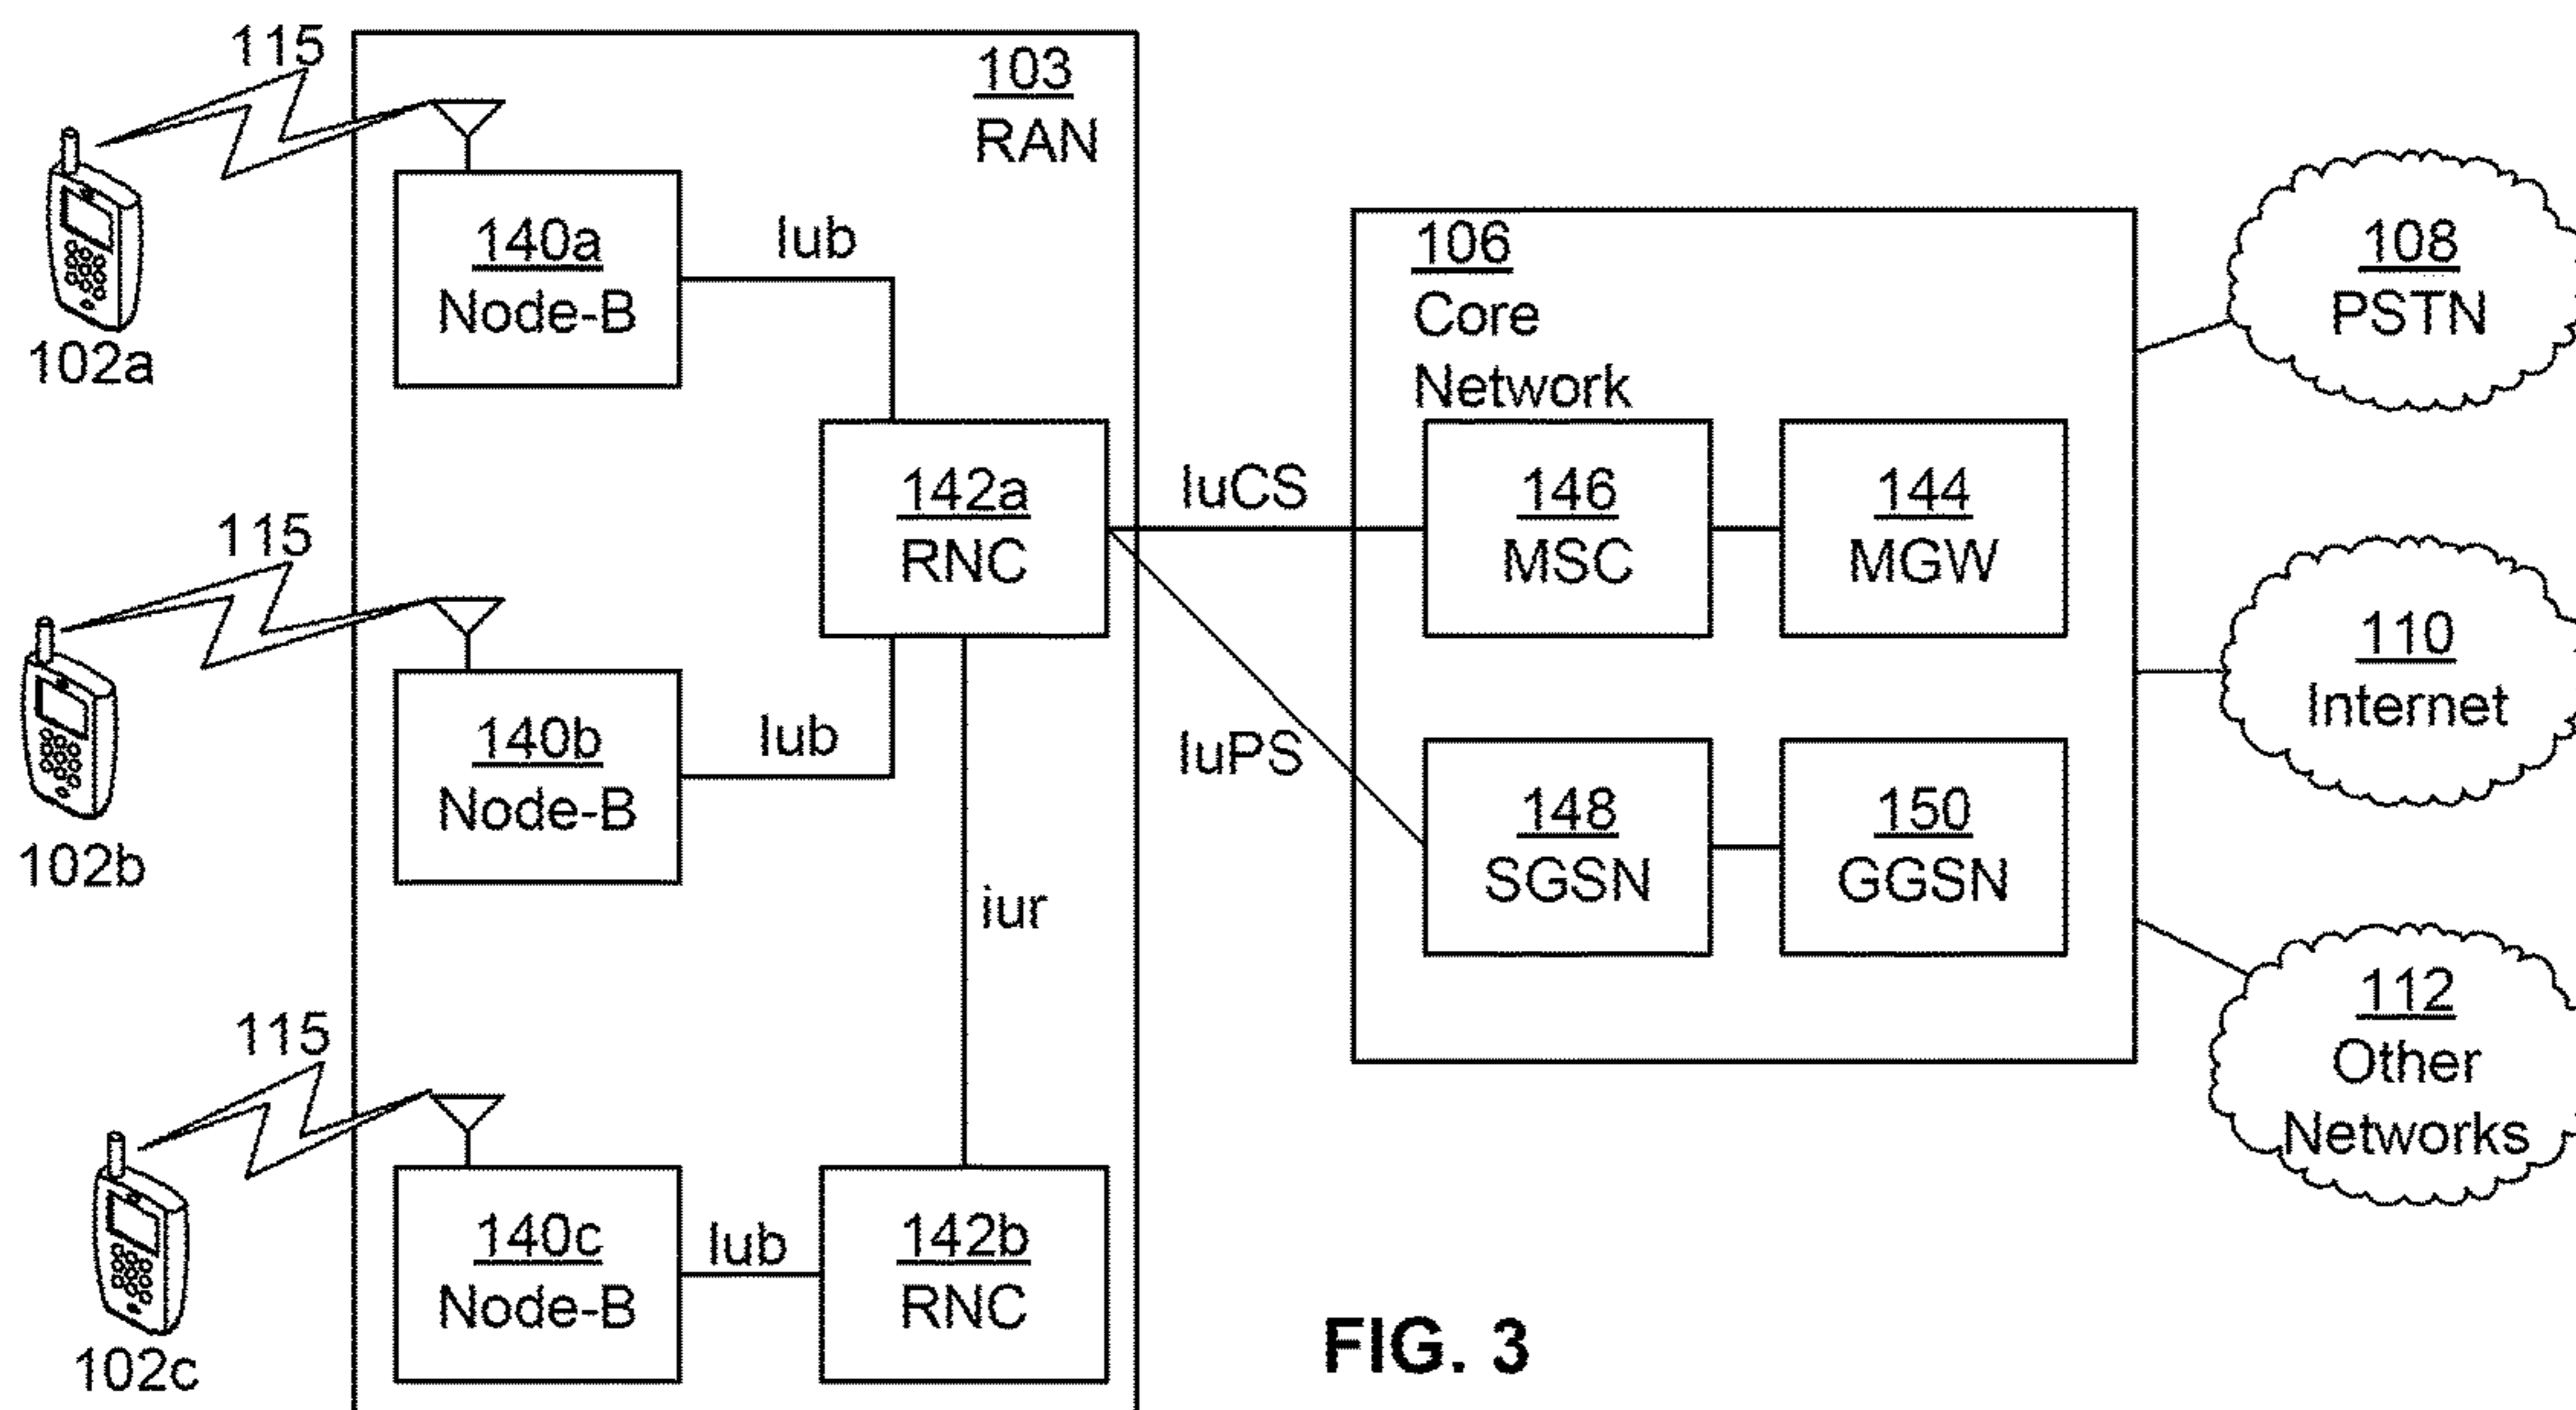 115
103
RAN
102a
140a
Node-B
Iub
106
Core
Network
108
PSTN
142a
RNC
IuCS
146
MSC
144
MGW
115
102b
140b
Node-B
Iub
IuPS
148
SGSN
150
GGSN
110
Internet
iur
115
102c
140c
Node-B
Iub
142b
RNC
112
Other
Networks
FIG. 3